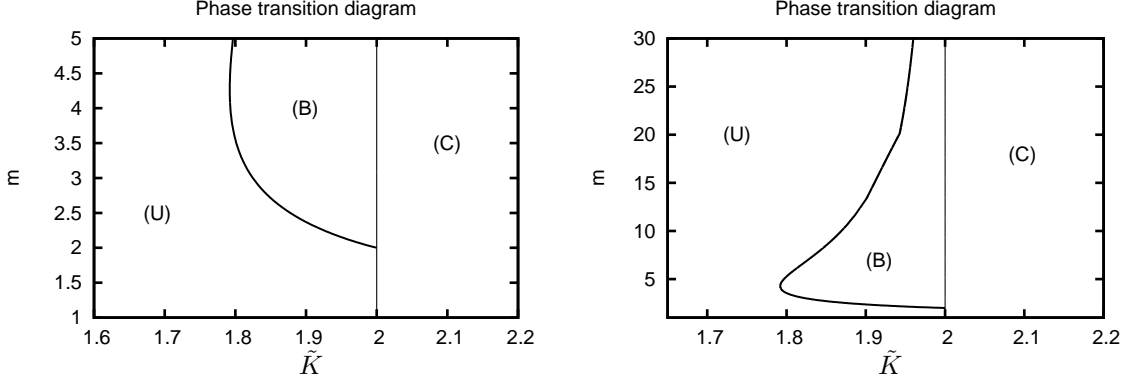 Phase transition diagram
5
4.5
4
3.5
3
2.5
2
1.5
1
m
(U)
(B)
(C)
1.6 1.7 1.8 1.9 2 2.1 2.2
K̃
Phase transition diagram
30
25
20
15
10
5
m
(U)
(B)
(C)
1.7 1.8 1.9 2 2.1 2.2
K̃